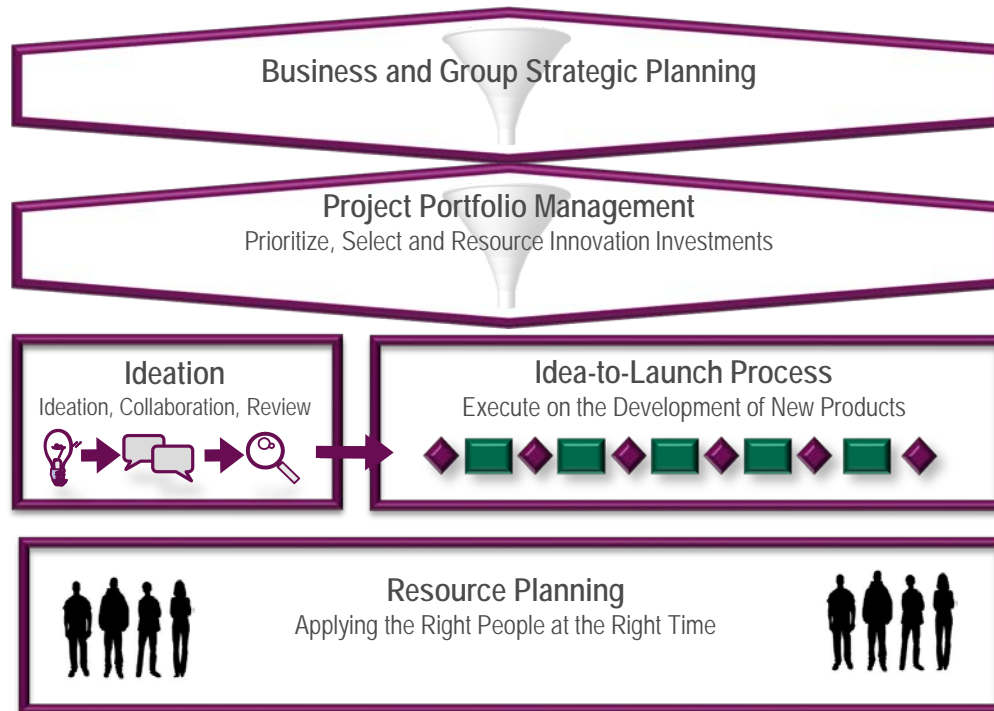 Business and Group Strategic Planning
Project Portfolio Management
Prioritize, Select and Resource Innovation Investments
Ideation
Ideation, Collaboration, Review
Idea-to-Launch Process
Execute on the Development of New Products
Resource Planning
Applying the Right People at the Right Time